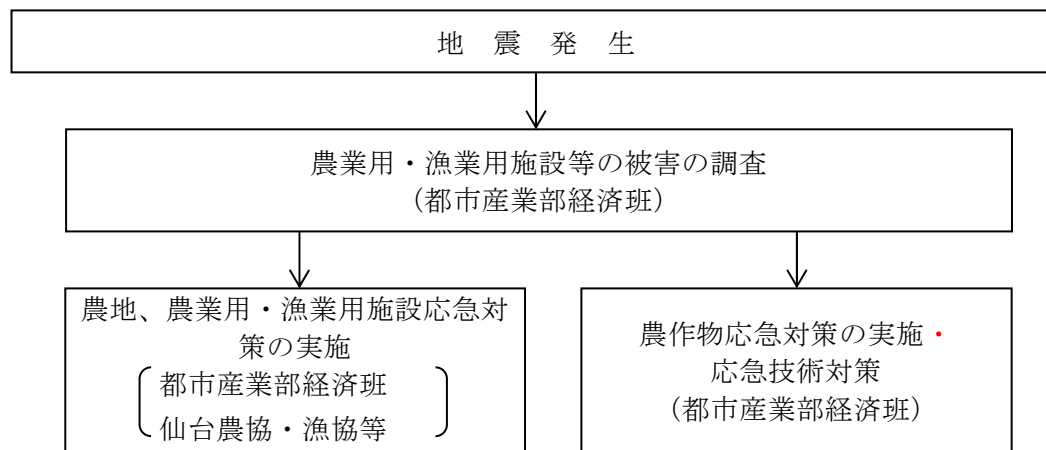 地　震　発　生
農業用・漁業用施設等の被害の調査
（都市産業部経済班）
農地、農業用・漁業用施設応急対
策の実施
都市産業部経済班
仙台農協・漁協等
農作物応急対策の実施・
応急技術対策
（都市産業部経済班）